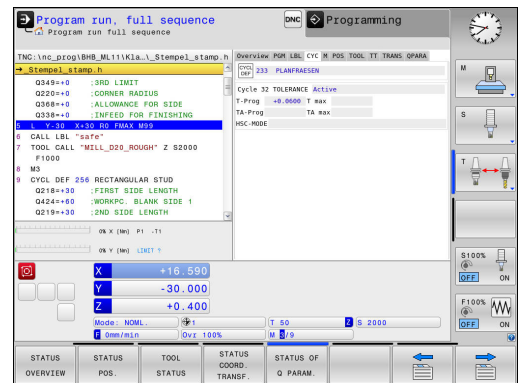 Program run, full sequence
Program run full sequence
DNC
Programming
TNC:\nc_prog\BHB_ML11\Kla…\_Stempel_stamp.h
→_Stempel_stamp.h
Q349=+0 ;3RD LIMIT
Q220=+0 ;CORNER RADIUS
Q368=+0 ;ALLOWANCE FOR SIDE
Q338=+0 ;INFEED FOR FINISHING
5 L Y-30 X+30 R0 FMAX M99
6 CALL LBL "safe"
7 TOOL CALL "MILL_D20_ROUGH" Z S2000
F1000
8 M3
9 CYCL DEF 256 RECTANGULAR STUD
Q218=+30 ;FIRST SIDE LENGTH
Q424=+60 ;WORKPC. BLANK SIDE 1
Q219=+30 ;2ND SIDE LENGTH
Overview PGM LBL CYC M POS TOOL TT TRANS QPARA
CYCL DEF 233 PLANFRAESEN
Cycle 32 TOLERANCE Active
T-Prog +0.0600 T max
TA-Prog TA max
HSC-MODE
0% X [Nm] P1 -T1
0% Y [Nm] LIMIT 1
X +16.590
Y -30.000
Z +0.400
Mode: NOML. 1 T 50 Z S 2000
F 0mm/min Ovr 100% M 3/9
M
S
T
S100%
OFF ON
F100%
OFF ON
STATUS OVERVIEW
STATUS POS.
TOOL STATUS
STATUS COORD. TRANSF.
STATUS OF Q PARAM.